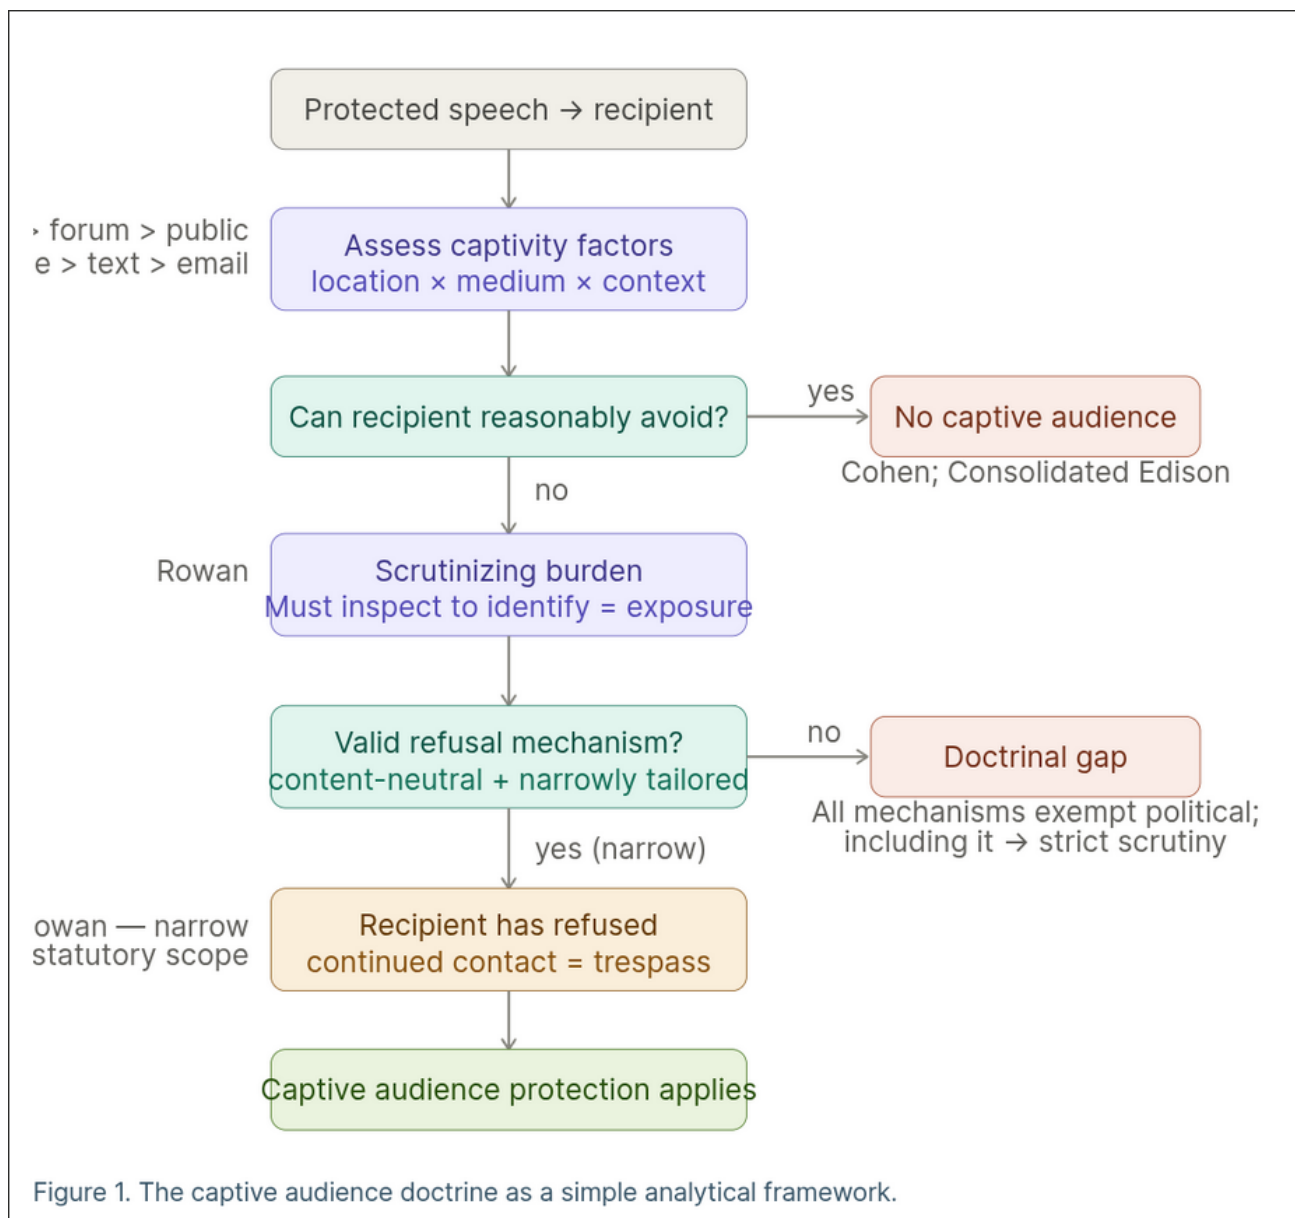 Protected speech → recipient
forum > public
e > text > email
Assess captivity factors
location × medium × context
Can recipient reasonably avoid?
yes
No captive audience
Cohen; Consolidated Edison
no
Rowan
Scrutinizing burden
Must inspect to identify = exposure
Valid refusal mechanism?
content-neutral + narrowly tailored
no
Doctrinal gap
All mechanisms exempt political;
including it → strict scrutiny
yes (narrow)
owan — narrow
statutory scope
Recipient has refused
continued contact = trespass
Captive audience protection applies
Figure 1. The captive audience doctrine as a simple analytical framework.